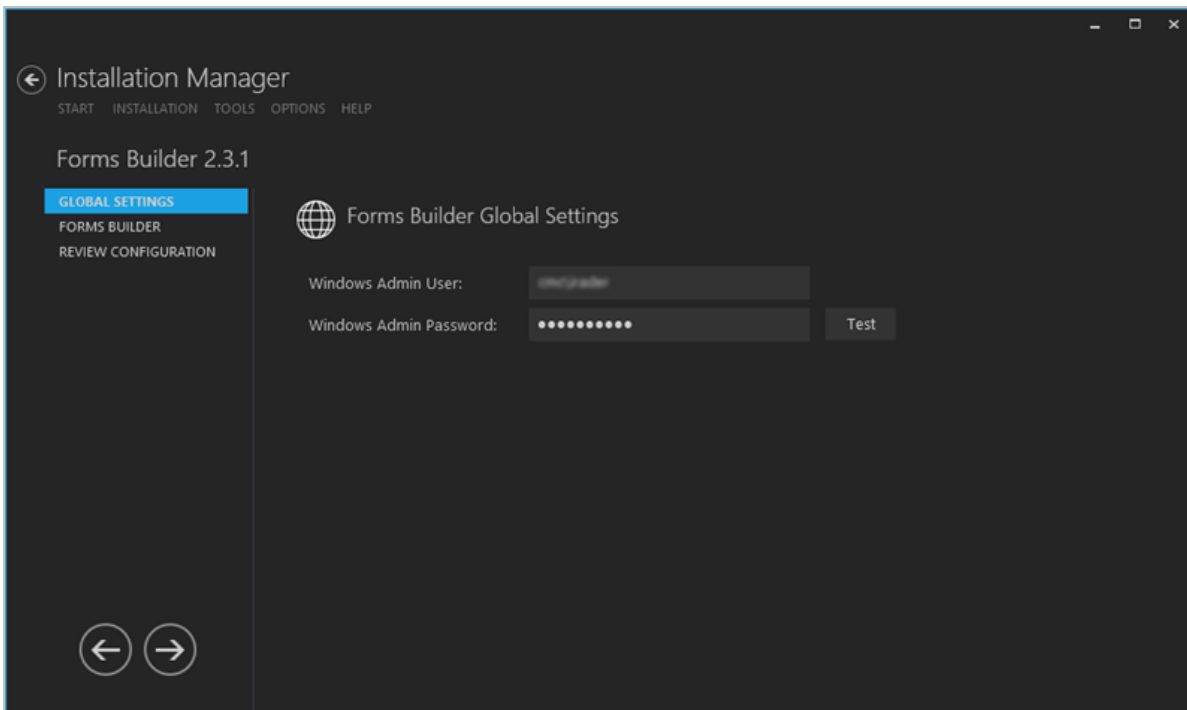 Installation Manager
START INSTALLATION TOOLS OPTIONS HELP
Forms Builder 2.3.1
GLOBAL SETTINGS
FORMS BUILDER
REVIEW CONFIGURATION
Forms Builder Global Settings
Windows Admin User:
Windows Admin Password: ●●●●●●●●●● Test